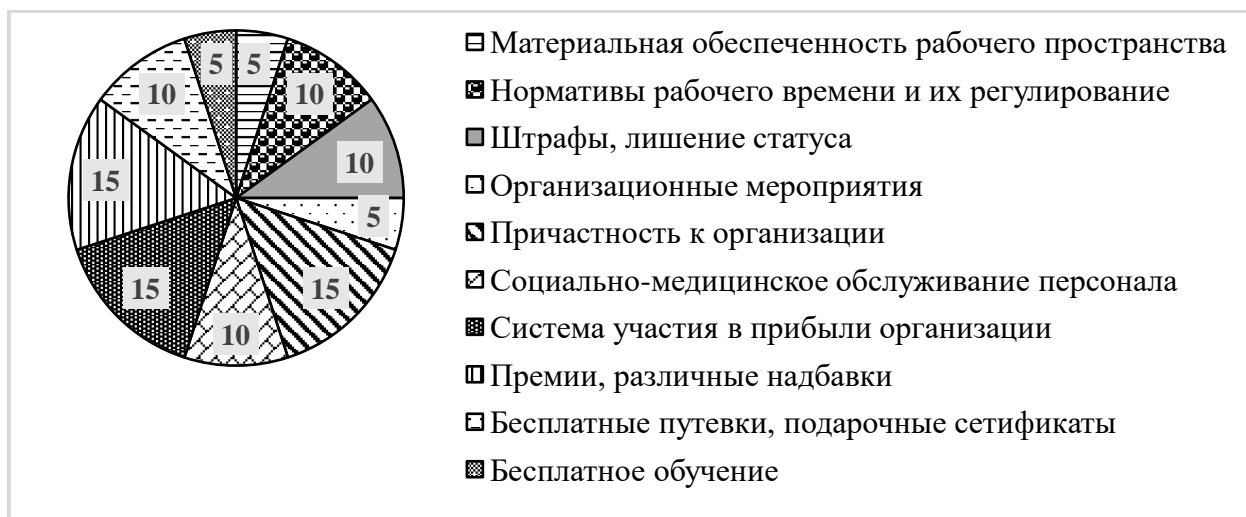 5
5
10
10
5
15
10
15
15
10
Материальная обеспеченность рабочего пространства
Нормативы рабочего времени и их регулирование
Штрафы, лишение статуса
Организационные мероприятия
Причастность к организации
Социально-медицинское обслуживание персонала
Система участия в прибыли организации
Премии, различные надбавки
Бесплатные путевки, подарочные сетификаты
Бесплатное обучение